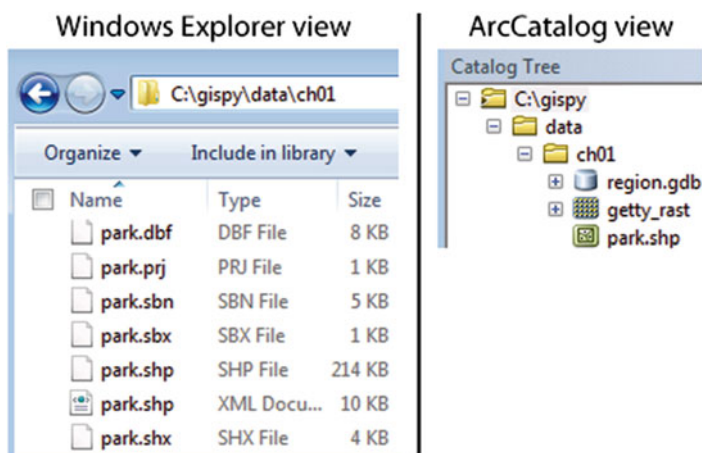 Windows Explorer view
C:\gispy\data\ch01
Organize
Include in library
Name Type Size
park.dbf DBF File 8 KB
park.prj PRJ File 1 KB
park.sbn SBN File 5 KB
park.sbx SBX File 1 KB
park.shp SHP File 214 KB
park.shp XML Docu... 10 KB
park.shx SHX File 4 KB
ArcCatalog view
Catalog Tree
C:\gispy
data
ch01
region.gdb
getty_rast
park.shp